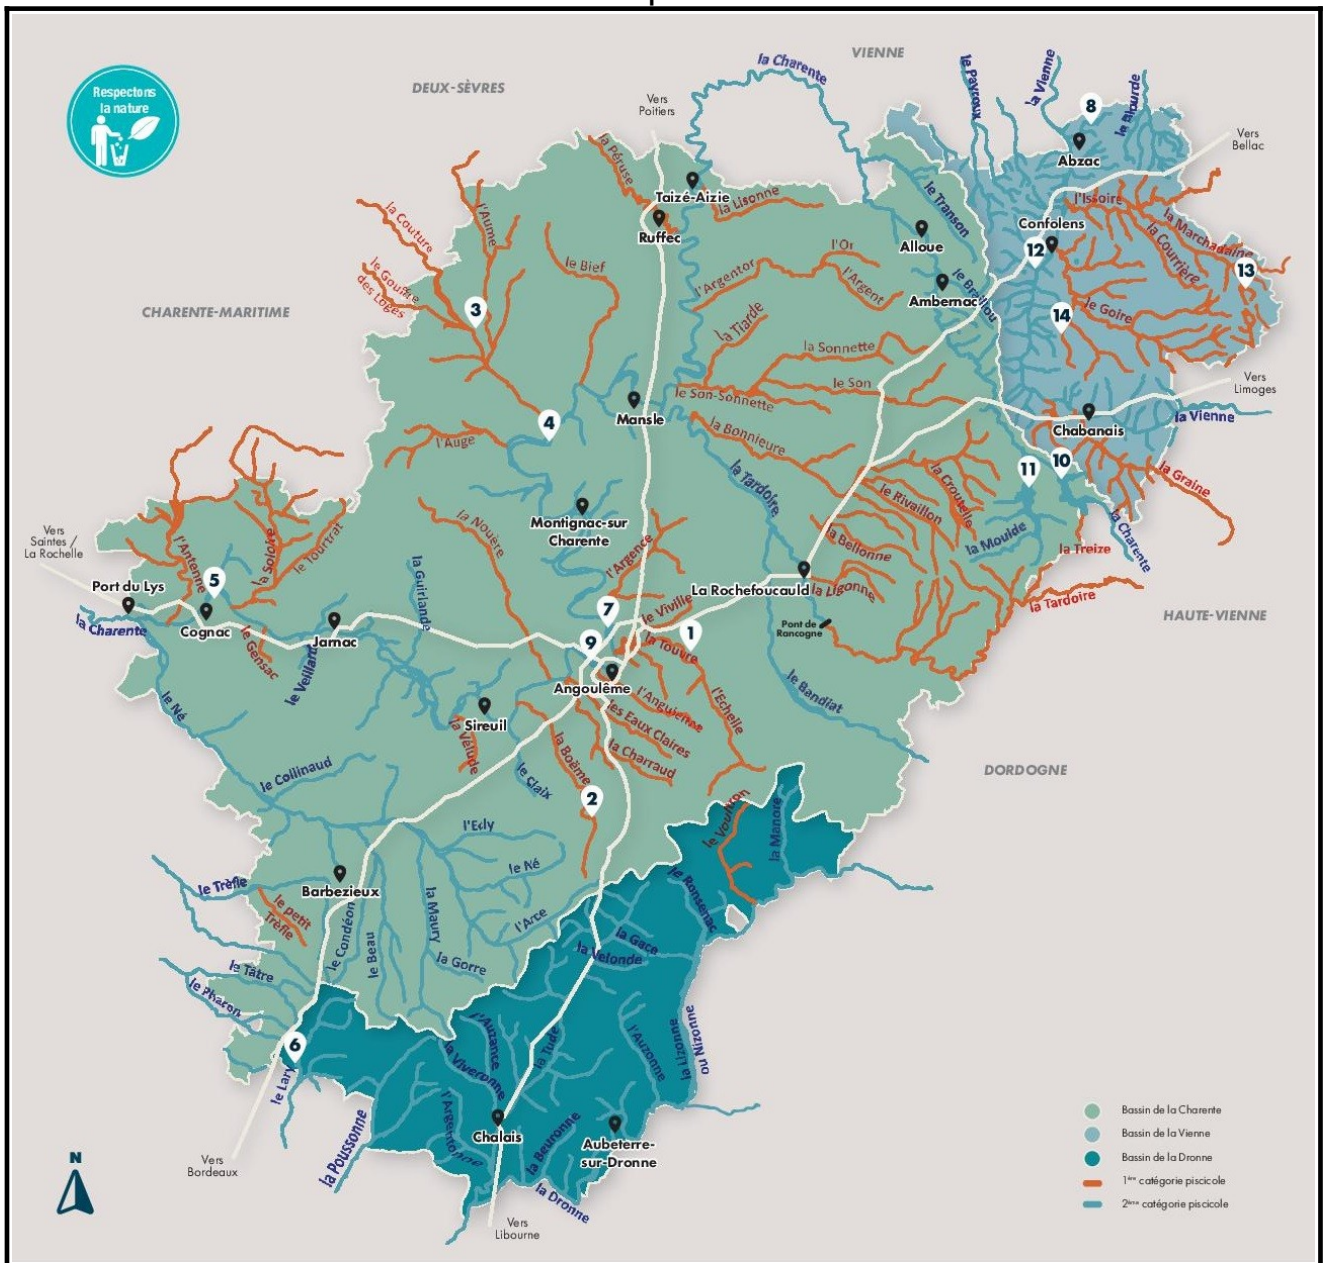 Respectons
la nature
VIENNE
DEUX-SÈVRES
la Charente
le Payroux
la Vienne
le Blourde
8
Abzac
Vers
Poitiers
Vers
Bellac
la Péruse
Taizé-Aizie
la Lisonne
Ruffec
le Transon
Alloue
Confolens
l'Issoire
la Marchadaine
la Courrière
12
13
la Couture
l'Aume
le Gouffre
des Loges
3
le Bief
l'Or
l'Argentor
l'Argent
Ambernac
le Braillou
14
le Goire
CHARENTE-MARITIME
la Tiarde
la Sonnette
le Son
le Son-Sonnette
Mansle
4
l'Auge
la Bonnieure
Vers
Limoges
la Vienne
Chabanais
11
10
la Graine
la Tardoire
la Croutelle
le Rivaillon
la Moulde
la Charente
la Treize
la Nouère
Montignac-sur
Charente
l'Argence
la Bellonne
Vers
Saintes /
La Rochelle
l'Antenne
la Soloire
le Tourtrat
5
Port du Lys
la Charente
Cognac
Jarnac
la Guirlande
La Rochefoucauld
la Ligonne
la Tardoire
HAUTE-VIENNE
7
le Viville
9
1
la Touvre
Pont de
Rancogne
le Gensac
le Veillard
Angoulême
l'Anguienne
l'Echelle
le Bandiat
le Né
Sireuil
la Vélude
les Eaux Claires
la Charraud
la Boëme
le Claix
2
DORDOGNE
le Collinaud
l'Ecly
le Né
le Voultron
la Manore
Barbezieux
le Trèfle
le petit
Trèfle
le Condéon
le Beau
la Maury
l'Arce
la Gorre
le Ronsenac
la Gace
la Velonde
le Tâtre
le Pharon
6
le Lary
l'Auzance
la Viveronne
la Tude
l'Auzonne
la Lizonne
ou Nizonne
la Poussonne
l'Argentonne
Chalais
la Beuronne
Aubeterre-
sur-Dronne
la Dronne
Vers
Bordeaux
Vers
Libourne
N
Bassin de la Charente
Bassin de la Vienne
Bassin de la Dronne
1ère catégorie piscicole
2ème catégorie piscicole